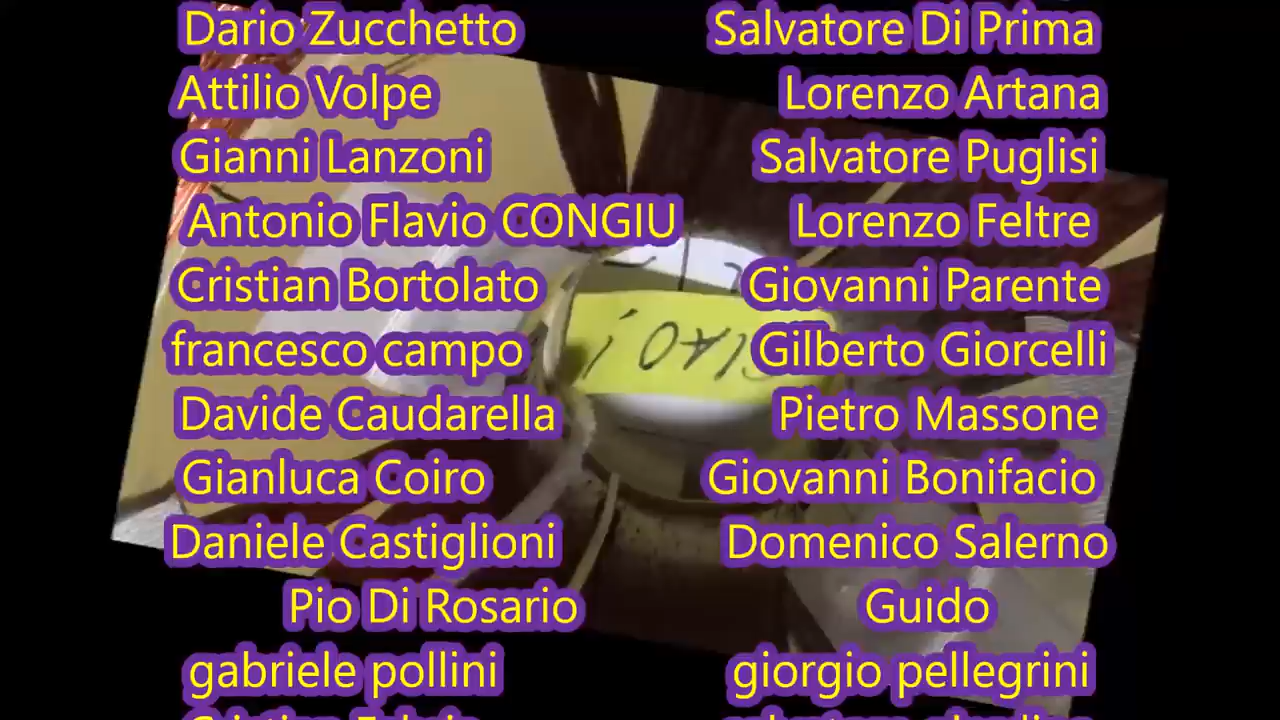 Dario Zucchetto Salvatore Di Prima
Attilio Volpe Lorenzo Artana
Gianni Lanzoni Salvatore Puglisi
Antonio Flavio CONGIU Lorenzo Feltre
Cristian Bortolato Giovanni Parente
francesco campo Gilberto Giorcelli
Davide Caudarella Pietro Massone
Gianluca Coiro Giovanni Bonifacio
Daniele Castiglioni Domenico Salerno
Pio Di Rosario Guido
gabriele pollini giorgio pellegrini
CIAO !